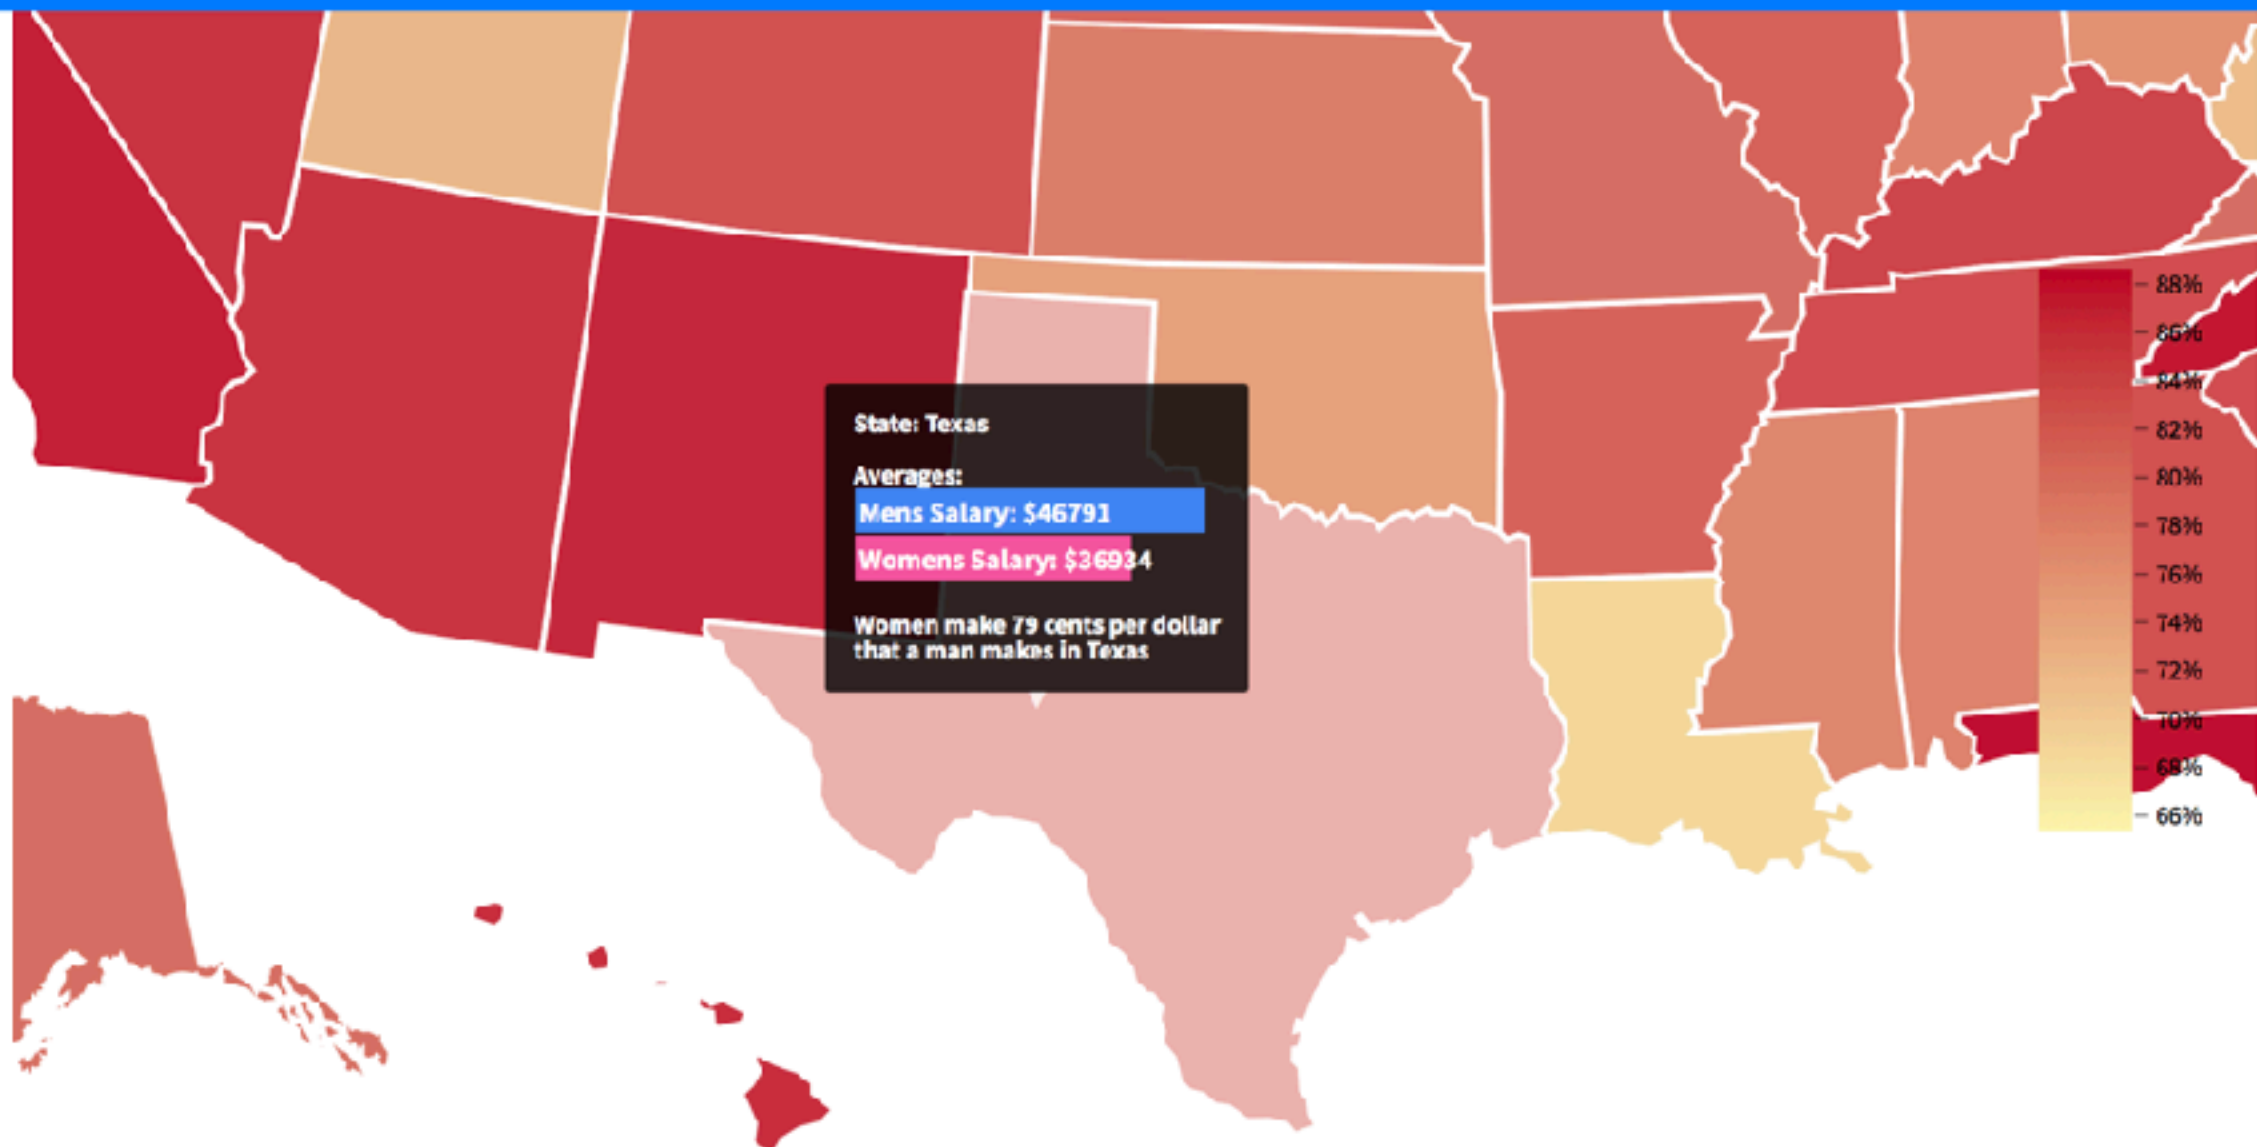 State: Texas
Averages:
Mens Salary: $46791
Womens Salary: $36934
Women make 79 cents per dollar
that a man makes in Texas
88%
86%
84%
82%
80%
78%
76%
74%
72%
70%
68%
66%